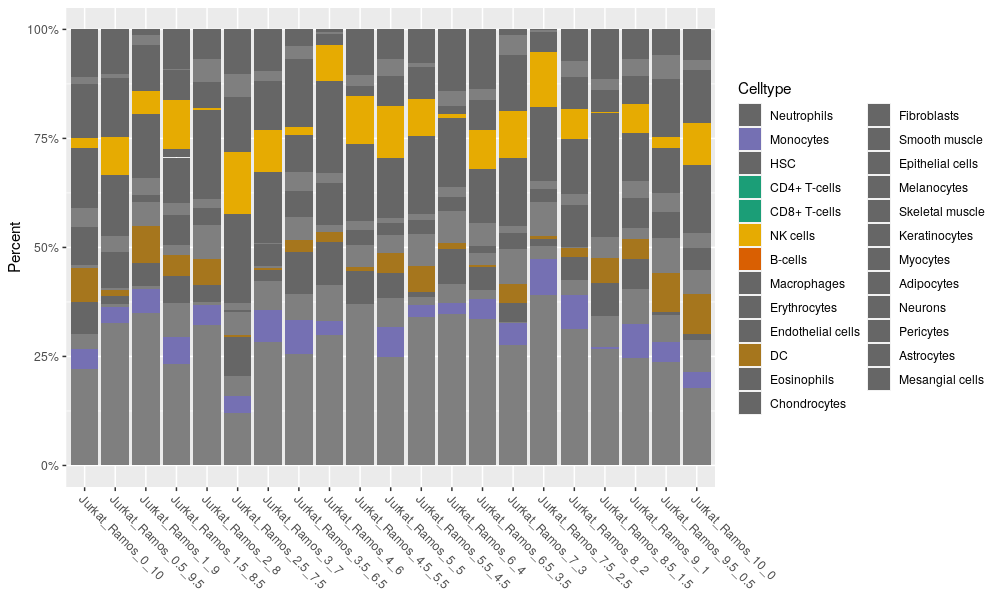 100%
75%
50%
25%
0%
Percent
Jurkat_Ramos_0_10
Jurkat_Ramos_0.5_9.5
Jurkat_Ramos_1_9
Jurkat_Ramos_1.5_8.5
Jurkat_Ramos_2_8
Jurkat_Ramos_2.5_7.5
Jurkat_Ramos_3_7
Jurkat_Ramos_3.5_6.5
Jurkat_Ramos_4_6
Jurkat_Ramos_4.5_5.5
Jurkat_Ramos_5_5
Jurkat_Ramos_5.5_4.5
Jurkat_Ramos_6_4
Jurkat_Ramos_6.5_3.5
Jurkat_Ramos_7_3
Jurkat_Ramos_7.5_2.5
Jurkat_Ramos_8_2
Jurkat_Ramos_8.5_1.5
Jurkat_Ramos_9_1
Jurkat_Ramos_9.5_0.5
Jurkat_Ramos_10_0
Celltype
Neutrophils
Monocytes
HSC
CD4+ T-cells
CD8+ T-cells
NK cells
B-cells
Macrophages
Erythrocytes
Endothelial cells
DC
Eosinophils
Chondrocytes
Fibroblasts
Smooth muscle
Epithelial cells
Melanocytes
Skeletal muscle
Keratinocytes
Myocytes
Adipocytes
Neurons
Pericytes
Astrocytes
Mesangial cells